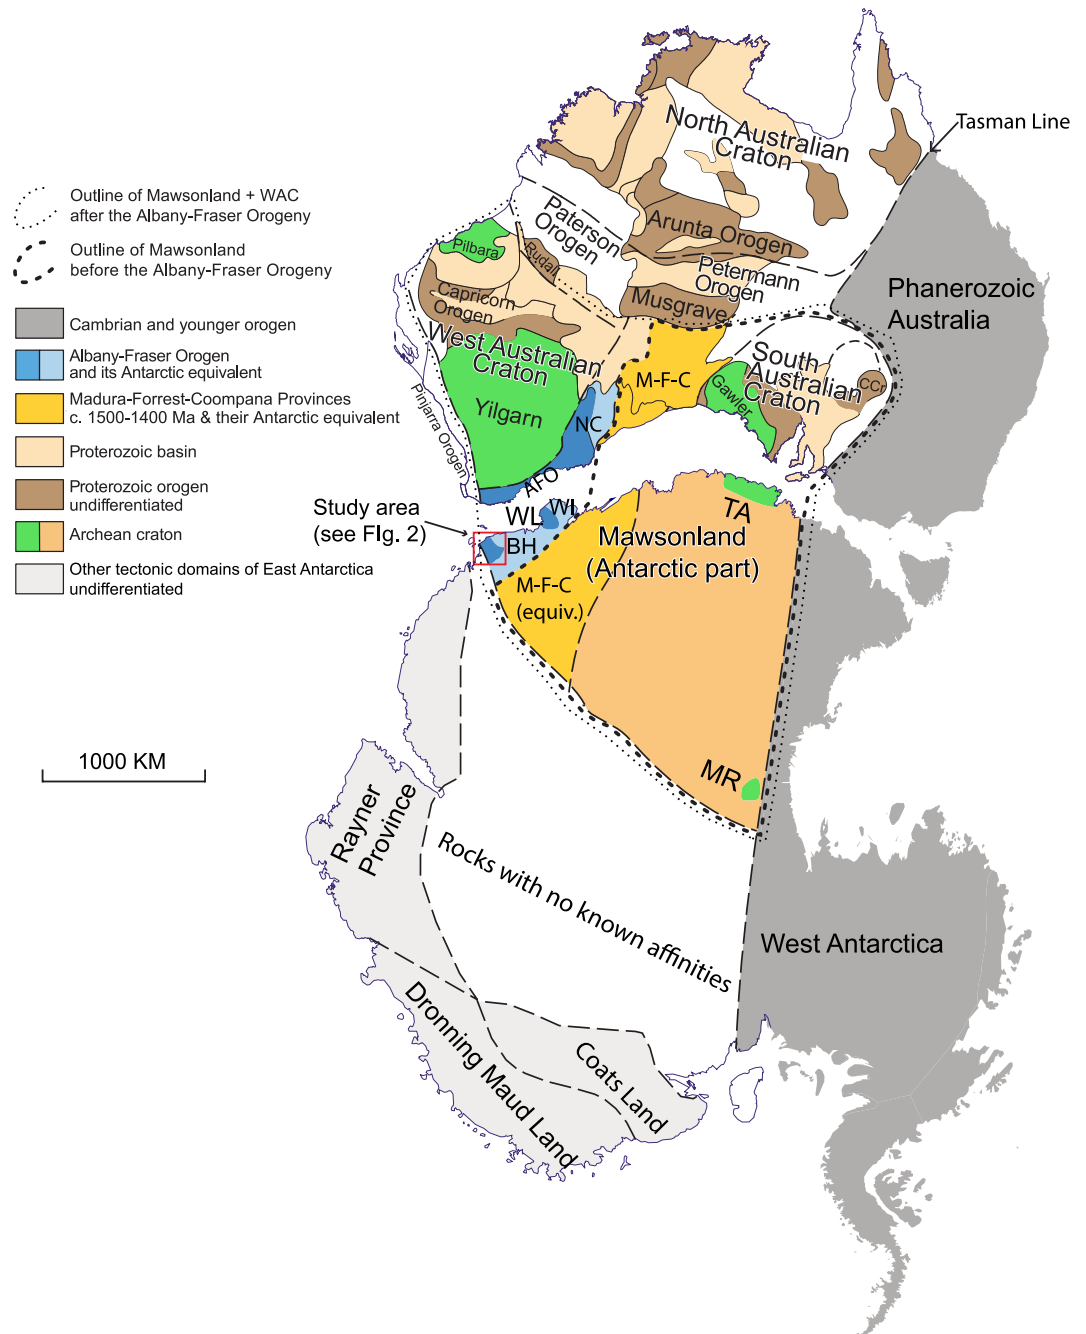 Tasman Line
North Australian
Craton
Outline of Mawsonland + WAC
after the Albany-Fraser Orogeny
Outline of Mawsonland
before the Albany-Fraser Orogeny
Cambrian and younger orogen
Albany-Fraser Orogen
and its Antarctic equivalent
Madura-Forrest-Coompana Provinces
c. 1500-1400 Ma & their Antarctic equivalent
Proterozoic basin
Proterozoic orogen
undifferentiated
Archean craton
Other tectonic domains of East Antarctica
undifferentiated
Paterson
Orogen
Arunta Orogen
Pilbara
Rudall
Petermann
Orogen
Musgrave
Capricorn
Orogen
Phanerozoic
Australia
West Australian
Craton
South
Australian
Craton
M-F-C
Gawler
CCr
Yilgarn
NC
Pinjarra Orogen
AFO
Study area
(see FIg. 2)
WL
WI
BH
TA
Mawsonland
(Antarctic part)
M-F-C
(equiv.)
1000 KM
MR
Rayner
Province
Rocks with no known affinities
West Antarctica
Dronning Maud Land
Coats Land